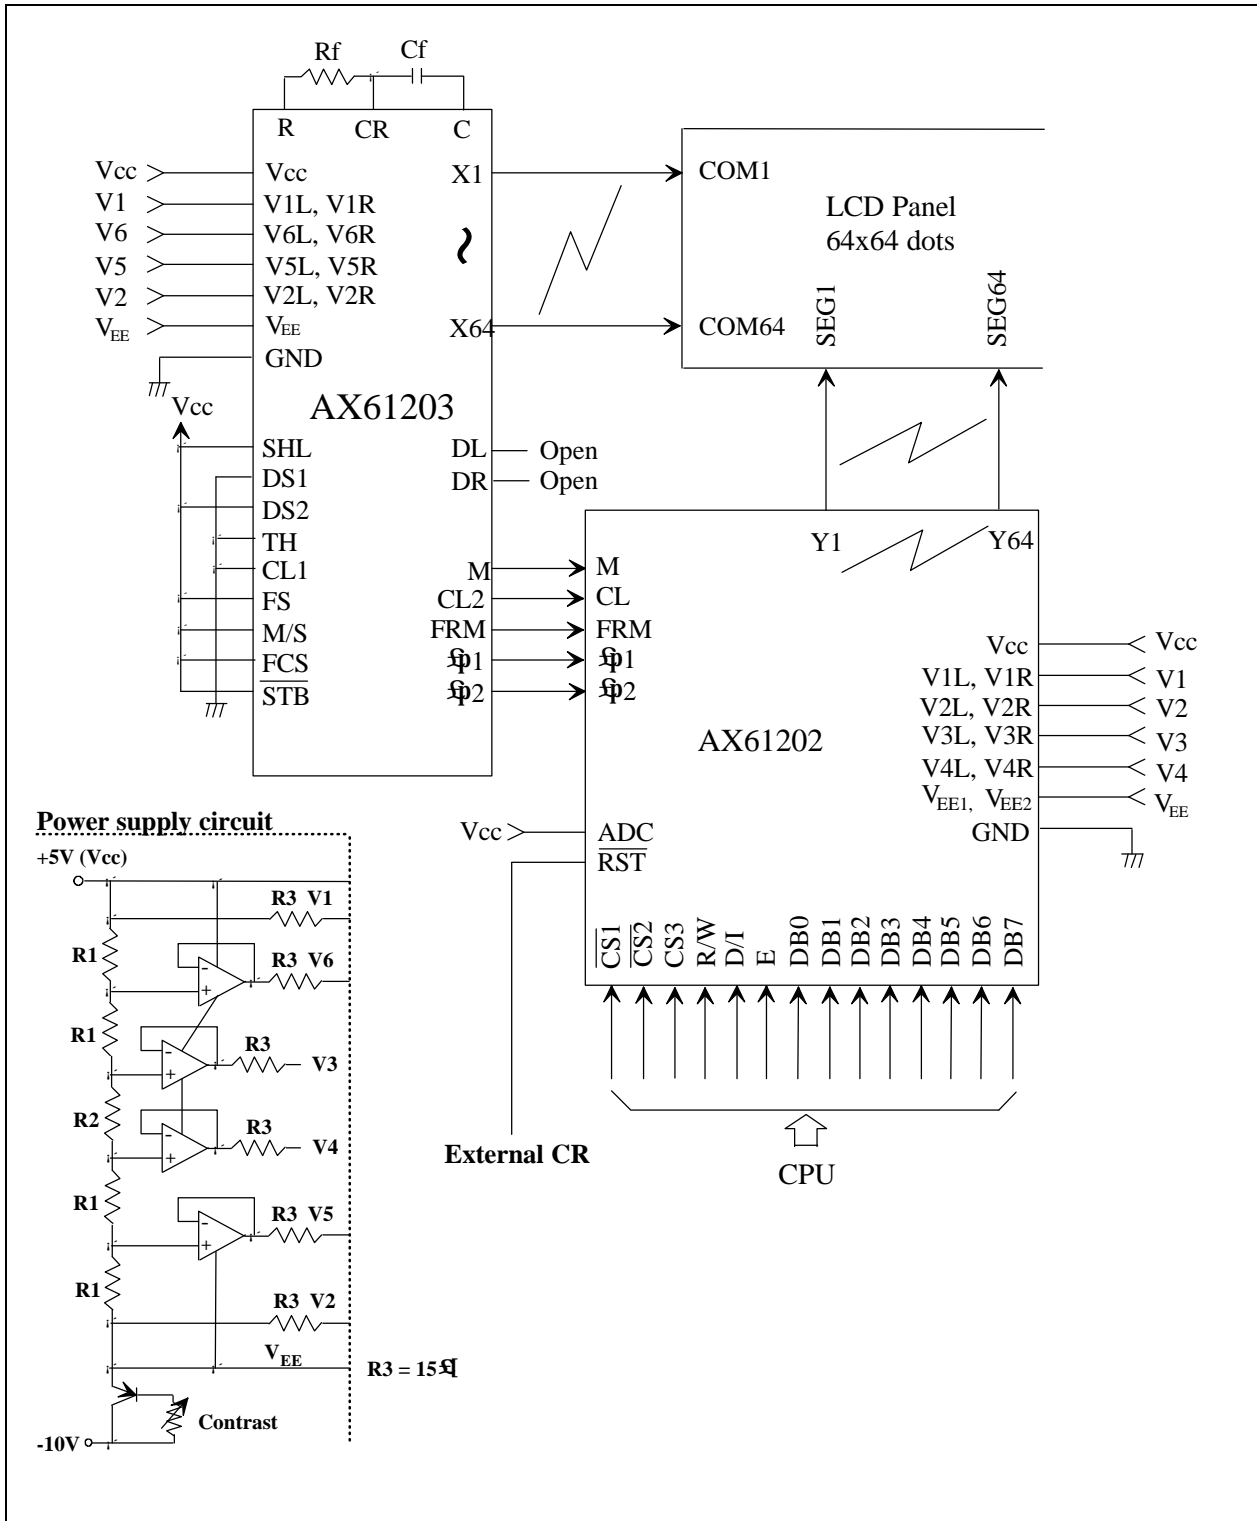 Rf
Cf
R
CR
C
Vcc
V1
V6
V5
V2
VEE
Vcc
V1L, V1R
V6L, V6R
V5L, V5R
V2L, V2R
VEE
GND
X1
X64
AX61203
Vcc
SHL
DS1
DS2
TH
CL1
FS
M/S
FCS
STB
DL
DR
Open
Open
M
CL2
FRM
COM1
COM64
LCD Panel
64x64 dots
SEG1
SEG64
Y1
Y64
M
CL
FRM
AX61202
Vcc
V1L, V1R
V2L, V2R
V3L, V3R
V4L, V4R
VEE1, VEE2
GND
Vcc
V1
V2
V3
V4
VEE
Vcc
ADC
RST
CS1
CS2
CS3
R/W
D/I
E
DB0
DB1
DB2
DB3
DB4
DB5
DB6
DB7
External CR
CPU
Power supply circuit
+5V (Vcc)
R3 V1
R1
R3 V6
R1
R3
V3
R2
R3
V4
R1
R3 V5
R1
R3 V2
VEE
R3 = 15
Contrast
-10V